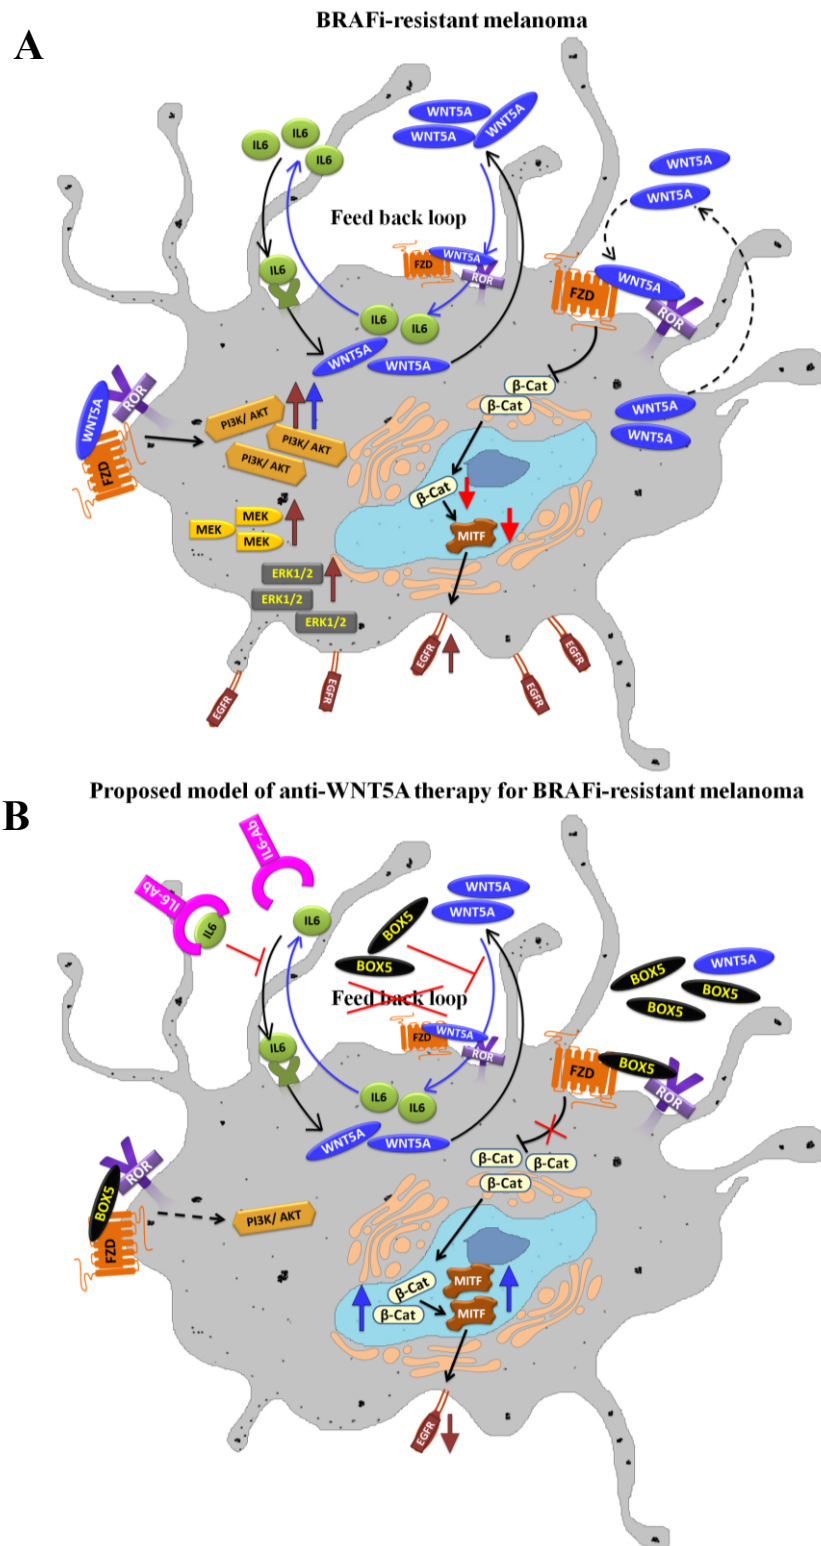 BRAFi-resistant melanoma
A
IL6
IL6
IL6
WNT5A
WNT5A
WNT5A
WNT5A
WNT5A
Feed back loop
IL6
FZD
WNT5A
ROR
FZD
WNT5A
ROR
IL6
IL6
WNT5A
WNT5A
β-Cat
β-Cat
WNT5A
WNT5A
WNT5A
ROR
FZD
PI3K/ AKT
PI3K/ AKT
PI3K/ AKT
β-Cat
MITF
MEK
MEK
MEK
ERK1/2
ERK1/2
ERK1/2
EGFR
EGFR
EGFR
EGFR
EGFR
Proposed model of anti-WNT5A therapy for BRAFi-resistant melanoma
B
IL6-Ab
IL6-Ab
IL6
IL6
BOX5
BOX5
WNT5A
WNT5A
Feed back loop
BOX5
WNT5A
BOX5
BOX5
IL6
FZD
WNT5A
ROR
FZD
BOX5
ROR
IL6
IL6
WNT5A
WNT5A
β-Cat
β-Cat
β-Cat
ROR
BOX5
FZD
PI3K/ AKT
β-Cat
β-Cat
MITF
MITF
EGFR